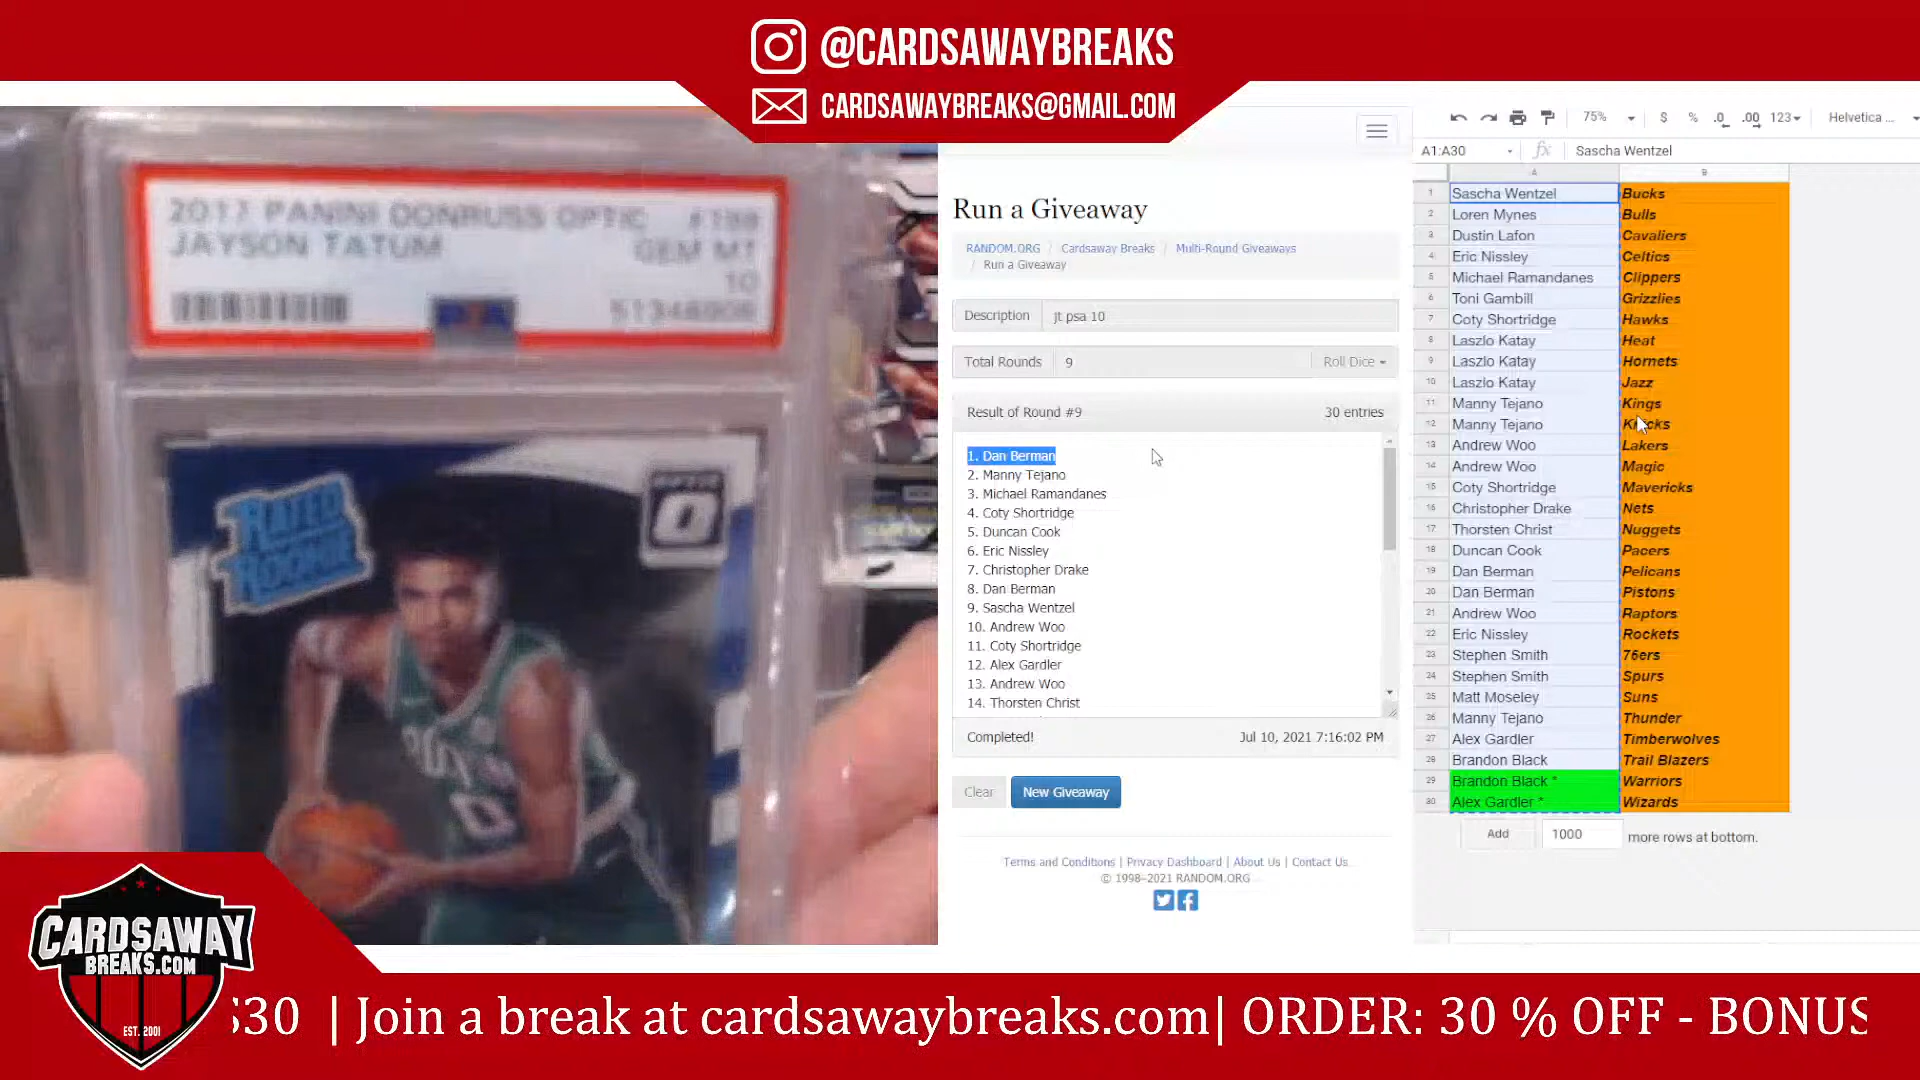 @CARDSAWAYBREAKS
CARDSAWAYBREAKS@GMAIL.COM
2017 PANINI DONRUSS OPTIC #198
JAYSON TATUM GEM MT
10
RATED
ROOKIE
OPTIC
0
Run a Giveaway
RANDOM.ORG / Cardsaway Breaks / Multi-Round Giveaways
/ Run a Giveaway
Description jt psa 10
Total Rounds 9 Roll Dice
Result of Round #9 30 entries
1. Dan Berman
2. Manny Tejano
3. Michael Ramandanes
4. Coty Shortridge
5. Duncan Cook
6. Eric Nissley
7. Christopher Drake
8. Dan Berman
9. Sascha Wentzel
10. Andrew Woo
11. Coty Shortridge
12. Alex Gardler
13. Andrew Woo
14. Thorsten Christ
Completed! Jul 10, 2021 7:16:02 PM
Clear New Giveaway
Terms and Conditions | Privacy Dashboard | About Us | Contact Us
© 1998–2021 RANDOM.ORG
75% $ % .0 .00 123 Helvetica ...
A1:A30 fx Sascha Wentzel
A B
1 Sascha Wentzel Bucks
2 Loren Mynes Bulls
3 Dustin Lafon Cavaliers
4 Eric Nissley Celtics
5 Michael Ramandanes Clippers
6 Toni Gambill Grizzlies
7 Coty Shortridge Hawks
8 Laszlo Katay Heat
9 Laszlo Katay Hornets
10 Laszlo Katay Jazz
11 Manny Tejano Kings
12 Manny Tejano Knicks
13 Andrew Woo Lakers
14 Andrew Woo Magic
15 Coty Shortridge Mavericks
16 Christopher Drake Nets
17 Thorsten Christ Nuggets
18 Duncan Cook Pacers
19 Dan Berman Pelicans
20 Dan Berman Pistons
21 Andrew Woo Raptors
22 Eric Nissley Rockets
23 Stephen Smith 76ers
24 Stephen Smith Spurs
25 Matt Moseley Suns
26 Manny Tejano Thunder
27 Alex Gardler Timberwolves
28 Brandon Black Trail Blazers
29 Brandon Black * Warriors
30 Alex Gardler * Wizards
Add 1000 more rows at bottom.
CARDSAWAY
BREAKS.COM
EST. 2001
$30 | Join a break at cardsawaybreaks.com| ORDER: 30 % OFF - BONUS